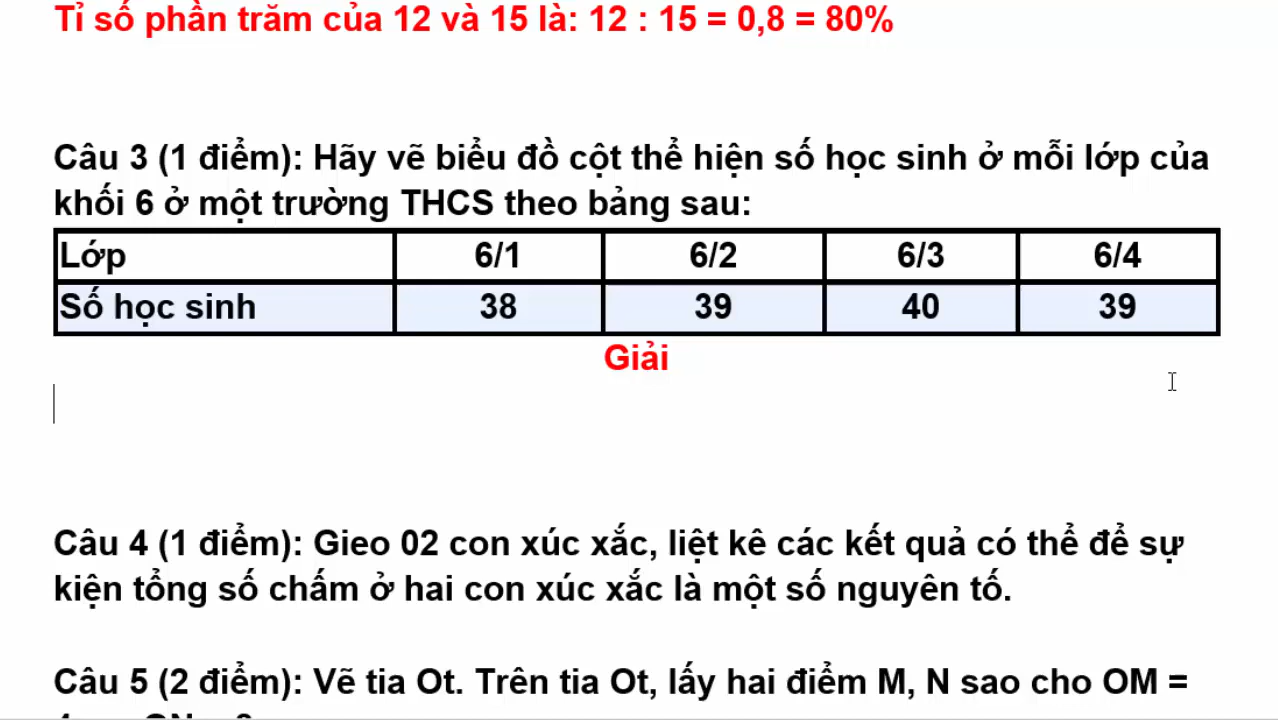 Tỉ số phần trăm của 12 và 15 là: 12 : 15 = 0,8 = 80%
Câu 3 (1 điểm): Hãy vẽ biểu đồ cột thể hiện số học sinh ở mỗi lớp của
khối 6 ở một trường THCS theo bảng sau:
Lớp 6/1 6/2 6/3 6/4
Số học sinh 38 39 40 39
Giải
Câu 4 (1 điểm): Gieo 02 con xúc xắc, liệt kê các kết quả có thể để sự
kiện tổng số chấm ở hai con xúc xắc là một số nguyên tố.
Câu 5 (2 điểm): Vẽ tia Ot. Trên tia Ot, lấy hai điểm M, N sao cho OM =